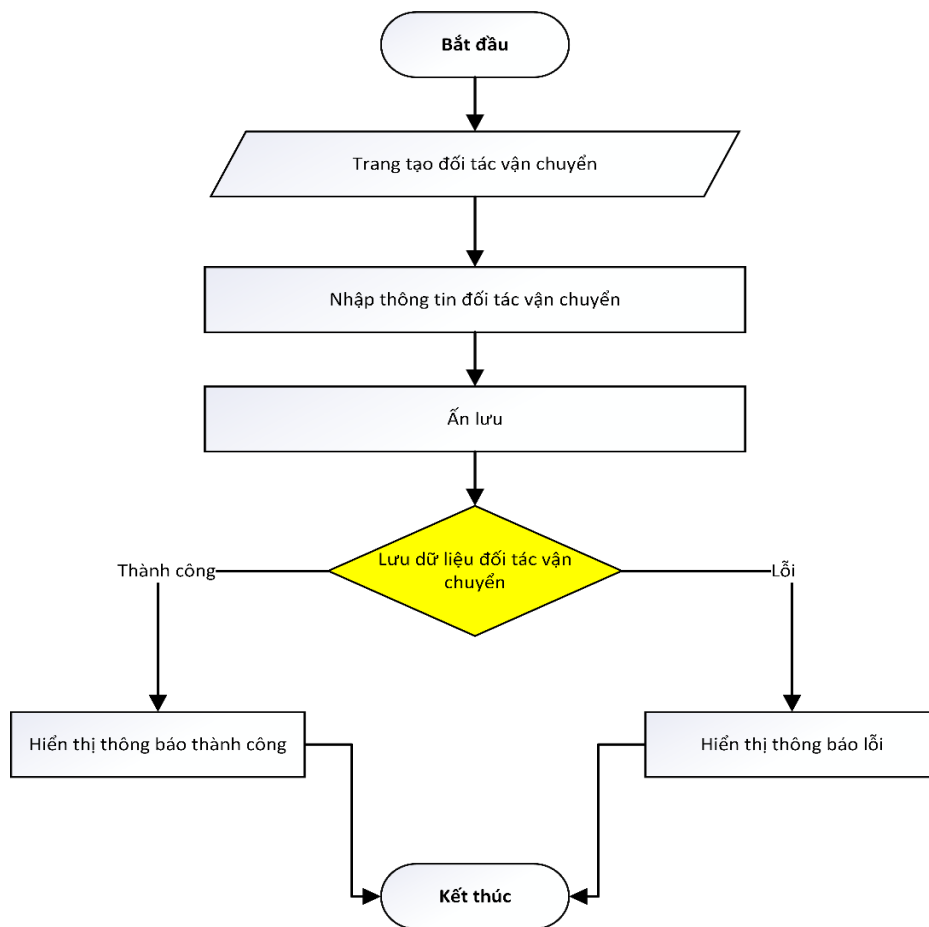 Bắt đầu
Trang tạo đối tác vận chuyển
Nhập thông tin đối tác vận chuyển
Ấn lưu
Lưu dữ liệu đối tác vận
chuyển
Thành công
Lỗi
Hiển thị thông báo thành công
Hiển thị thông báo lỗi
Kết thúc